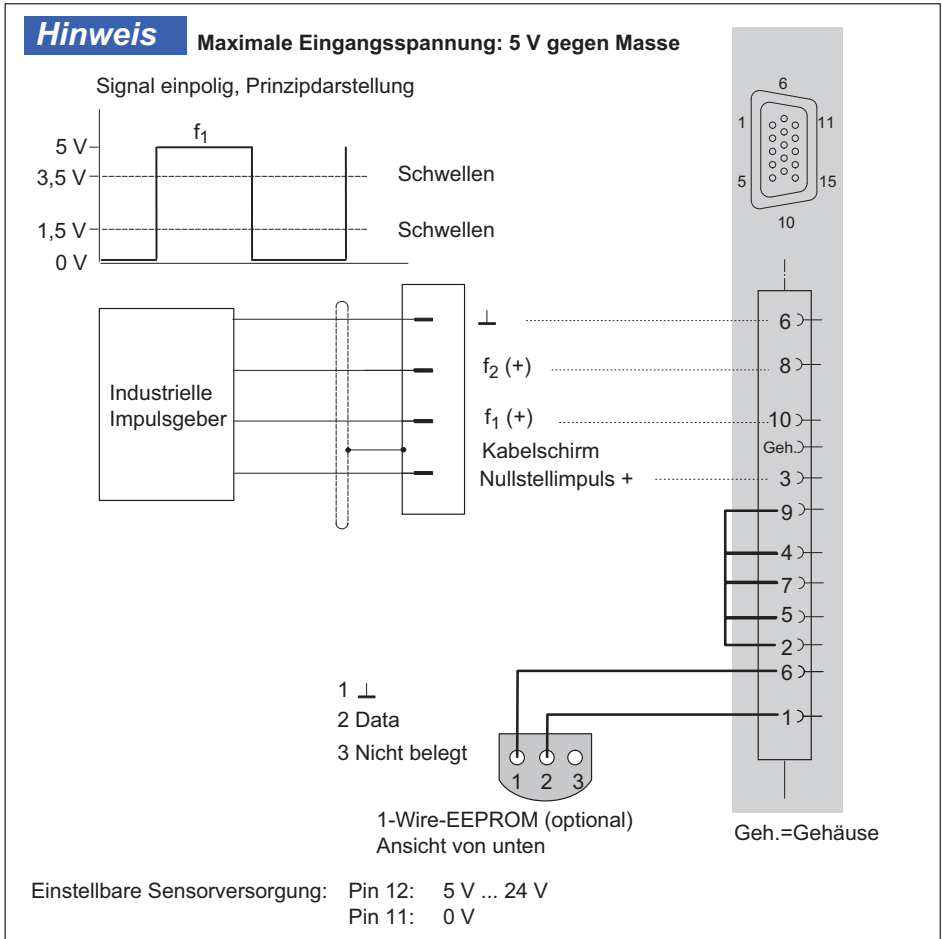 Hinweis Maximale Eingangsspannung: 5 V gegen Masse
Signal einpolig, Prinzipdarstellung
6
1 11
5 15
10
f1
5 V
3,5 V Schwellen
1,5 V Schwellen
0 V
Industrielle
Impulsgeber
⊥ 6
f2 (+) 8
f1 (+) 10
Kabelschirm Geh.
Nullstellimpuls + 3
9
4
7
5
2
6
1
1 ⊥
2 Data
3 Nicht belegt
1 2 3
1-Wire-EEPROM (optional)
Ansicht von unten
Geh.=Gehäuse
Einstellbare Sensorversorgung: Pin 12: 5 V ... 24 V
Pin 11: 0 V